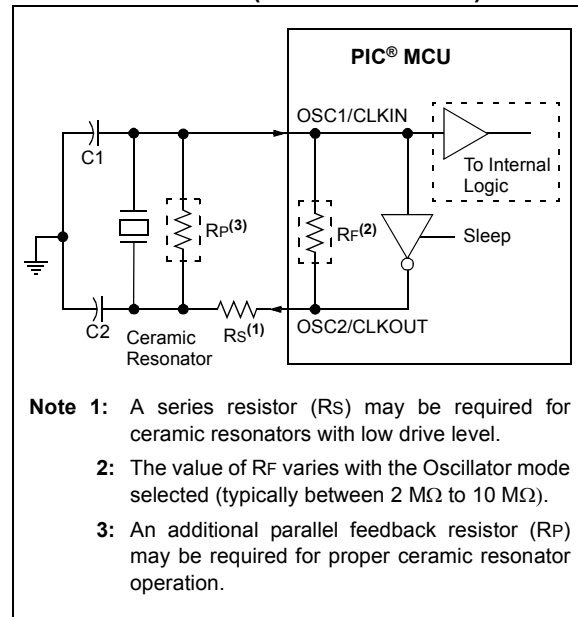 PIC® MCU
OSC1/CLKIN
C1
To Internal
Logic
RP(3)
RF(2)
Sleep
C2
Ceramic
Resonator
RS(1)
OSC2/CLKOUT
Note 1: A series resistor (RS) may be required for
ceramic resonators with low drive level.
2: The value of RF varies with the Oscillator mode
selected (typically between 2 MΩ to 10 MΩ).
3: An additional parallel feedback resistor (RP)
may be required for proper ceramic resonator
operation.